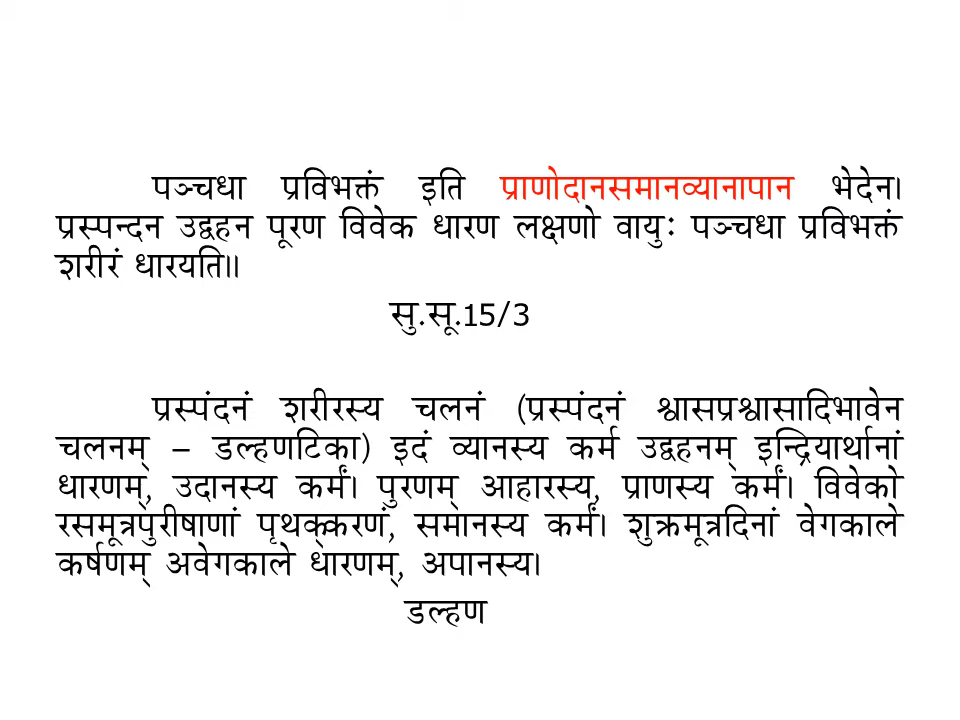 पञ्चधा प्रविभक्तं इति प्राणोदानसमानव्यानापान भेदेन।
प्रस्पन्दन उद्वहन पूरण विवेक धारण लक्षणो वायुः पञ्चधा प्रविभक्तं
शरीरं धारयति॥
सु.सू.15/3
प्रस्पंदनं शरीरस्य चलनं (प्रस्पंदनं श्वासप्रश्वासादिभावेन
चलनम् – डल्हणटिका) इदं व्यानस्य कर्म उद्वहनम् इन्द्रियार्थानां
धारणम्, उदानस्य कर्मं। पुरणम् आहारस्य, प्राणस्य कर्मं। विवेको
रसमूत्रपुरीषाणां पृथक्करणं, समानस्य कर्मं। शुक्रमूत्रदिनां वेगकाले
कर्षणम् अवेगकाले धारणम्, अपानस्य।
डल्हण